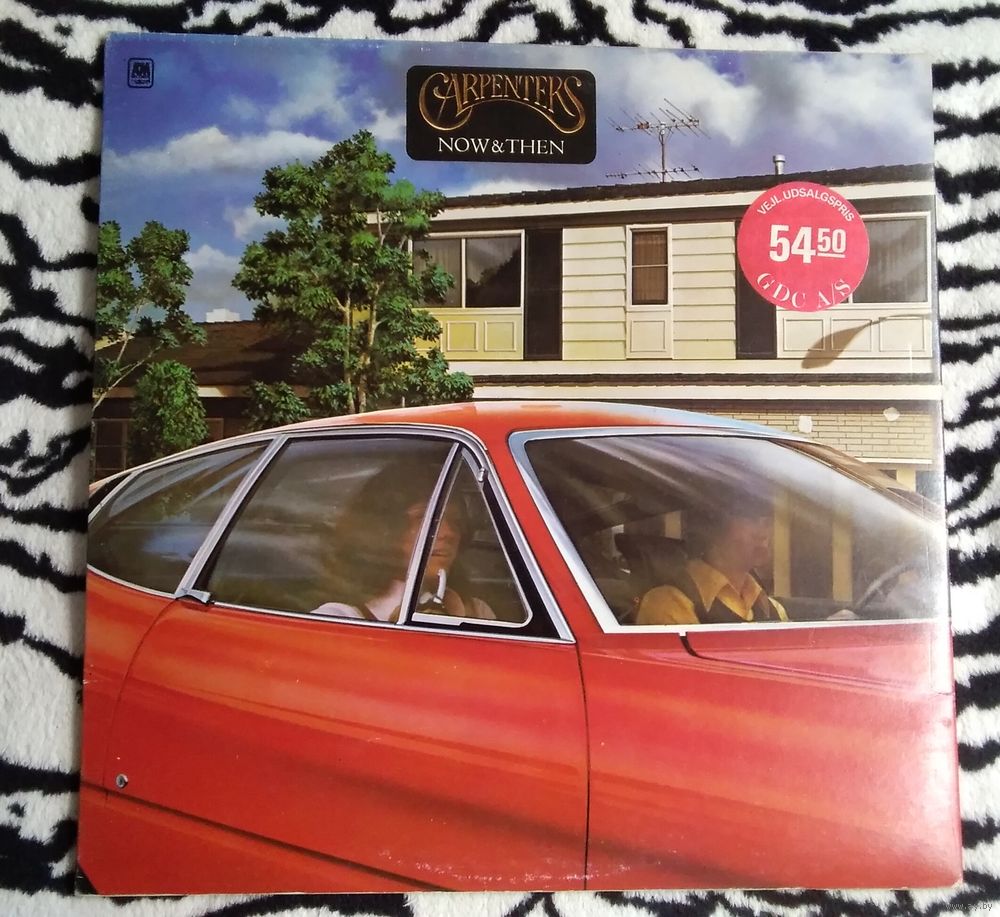 CARPENTERS
NOW & THEN
VEJL. UDSALGSPRIS
54 50
GDC A/S